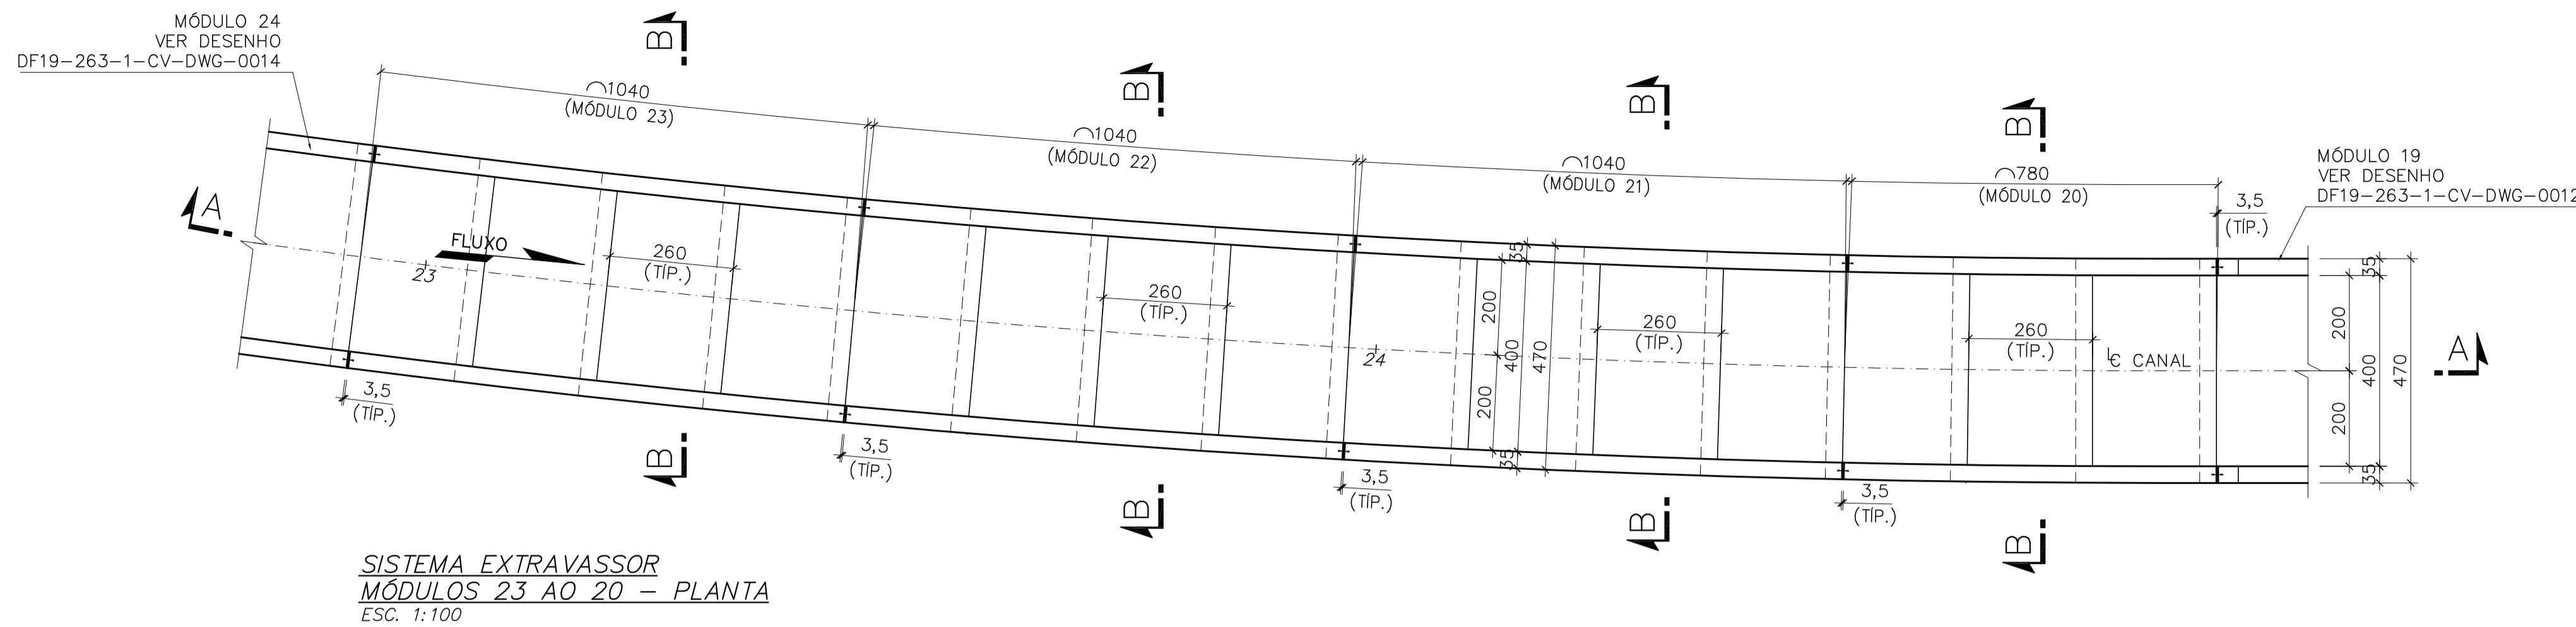 MÓDULO 24
VER DESENHO
DF19-263-1-CV-DWG-0014
B
B
B
B
⌒1040
(MÓDULO 23)
⌒1040
(MÓDULO 22)
⌒1040
(MÓDULO 21)
⌒780
(MÓDULO 20)
MÓDULO 19
VER DESENHO
DF19-263-1-CV-DWG-0012
3,5
(TÍP.)
A
FLUXO
23
260
(TÍP.)
260
(TÍP.)
24
35
200
400
470
200
35
260
(TÍP.)
260
(TÍP.)
℄ CANAL
35
200
400
470
200
35
A
3,5
(TÍP.)
3,5
(TÍP.)
3,5
(TÍP.)
3,5
(TÍP.)
B
B
B
B
SISTEMA EXTRAVASSOR
MÓDULOS 23 AO 20 – PLANTA
ESC. 1:100